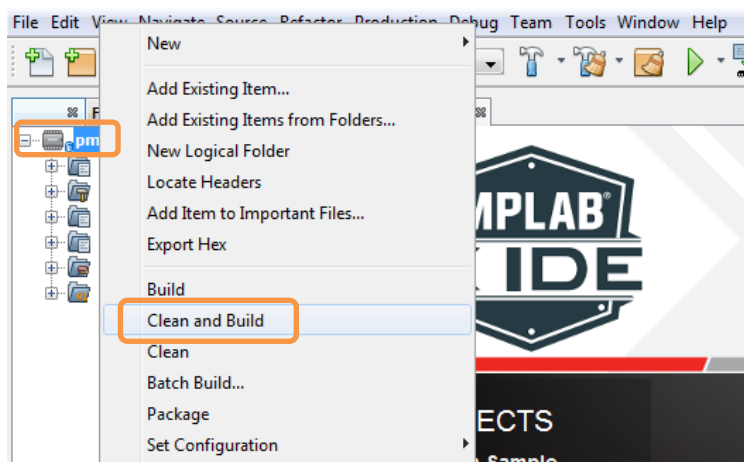 File Edit View Navigate Source Refactor Production Debug Team Tools Window Help
New
Add Existing Item...
Add Existing Items from Folders...
New Logical Folder
Locate Headers
Add Item to Important Files...
Export Hex
Build
Clean and Build
Clean
Batch Build...
Package
Set Configuration
pm
MPLAB®
IDE
ECTS
Sample